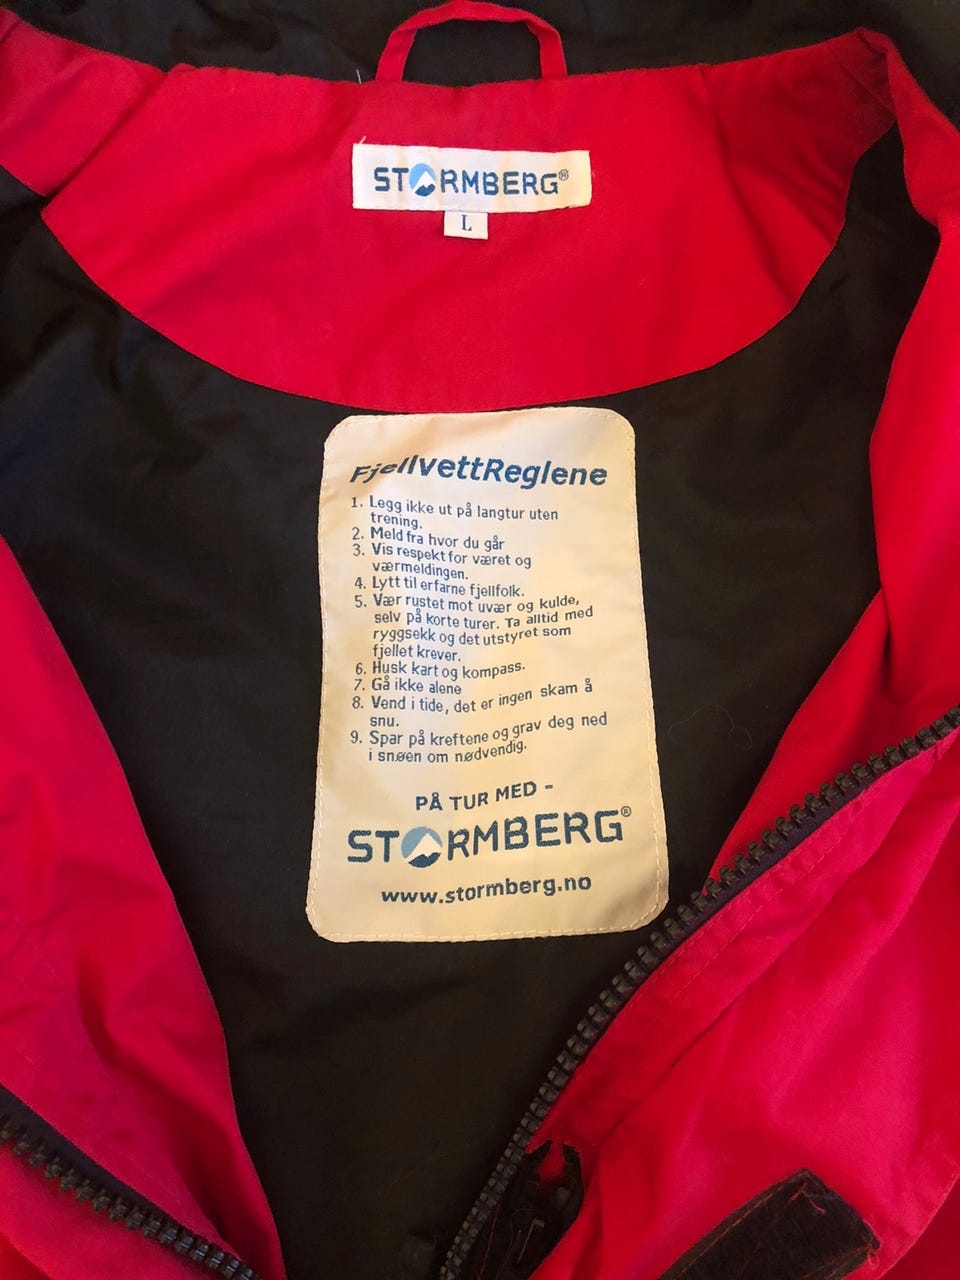 STORMBERG®
L
FjellvettReglene
1. Legg ikke ut på langtur uten
trening.
2. Meld fra hvor du går
3. Vis respekt for været og
værmeldingen.
4. Lytt til erfarne fjellfolk.
5. Vær rustet mot uvær og kulde,
selv på korte turer. Ta alltid med
ryggsekk og det utstyret som
fjellet krever.
6. Husk kart og kompass.
7. Gå ikke alene
8. Vend i tide, det er ingen skam å
snu.
9. Spar på kreftene og grav deg ned
i snøen om nødvendig.
PÅ TUR MED -
STORMBERG®
www.stormberg.no